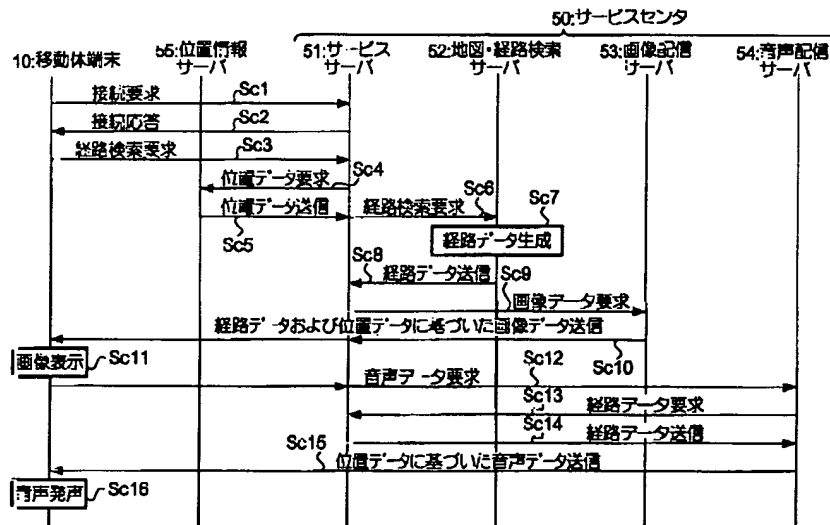 50:サービスセンタ
10:移動体端末
55:位置情報
サーバ
51:サービス
サーバ
52:地図・経路検索
サーバ
53:画像配信
サーバ
54:音声配信
サーバ
接続要求
Sc1
接続応答
Sc2
経路検索要求
Sc3
位置データ要求
Sc4
位置データ送信
Sc5
経路検索要求
Sc6
Sc7
経路データ生成
Sc8
経路データ送信
Sc9
画像データ要求
経路データおよび位置データに基づいた画像データ送信
Sc10
画像表示
Sc11
音声データ要求
Sc12
Sc13
経路データ要求
Sc14
経路データ送信
Sc15
位置データに基づいた音声データ送信
音声発声
Sc16